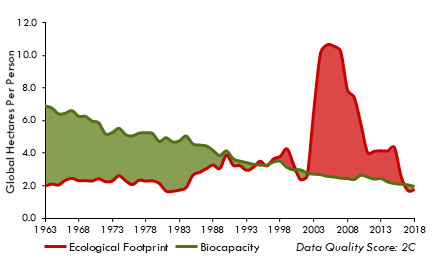 12.0
10.0
8.0
6.0
4.0
2.0
0.0
Global Hectares Per Person
1963 1968 1973 1978 1983 1988 1993 1998 2003 2008 2013 2018
Ecological Footprint Biocapacity Data Quality Score: 2C